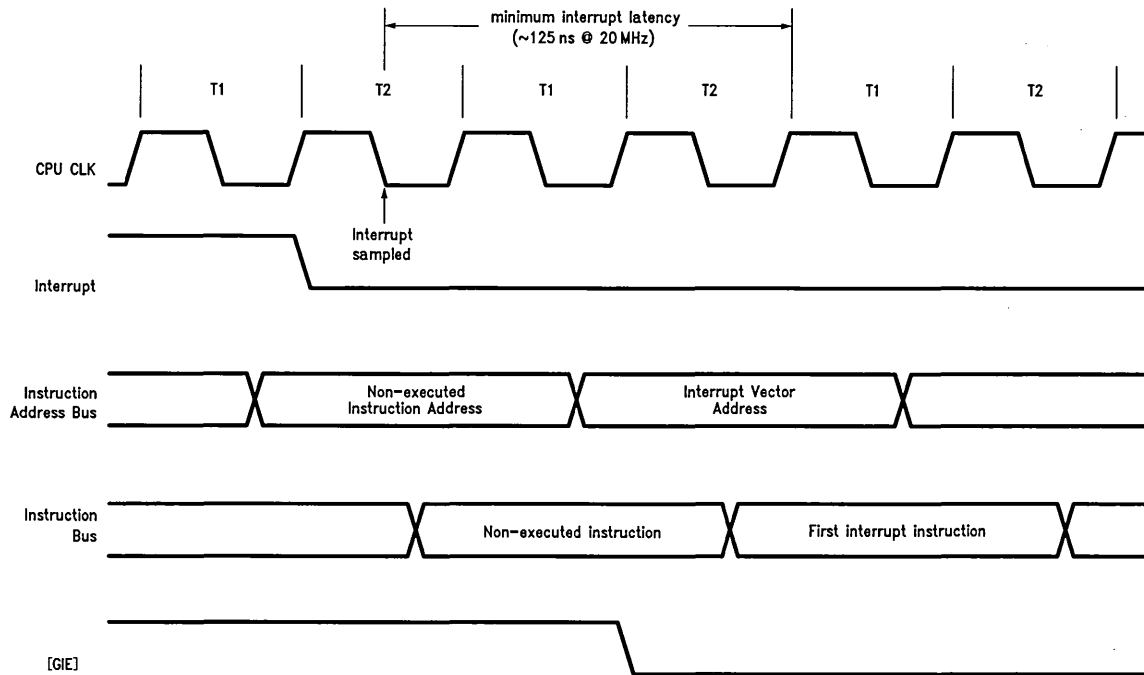 minimum interrupt latency
(~125 ns @ 20 MHz)
T1
T2
T1
T2
T1
T2
CPU CLK
Interrupt
sampled
Interrupt
Instruction
Address Bus
Non-executed
Instruction Address
Interrupt Vector
Address
Instruction
Bus
Non-executed instruction
First interrupt instruction
[GIE]